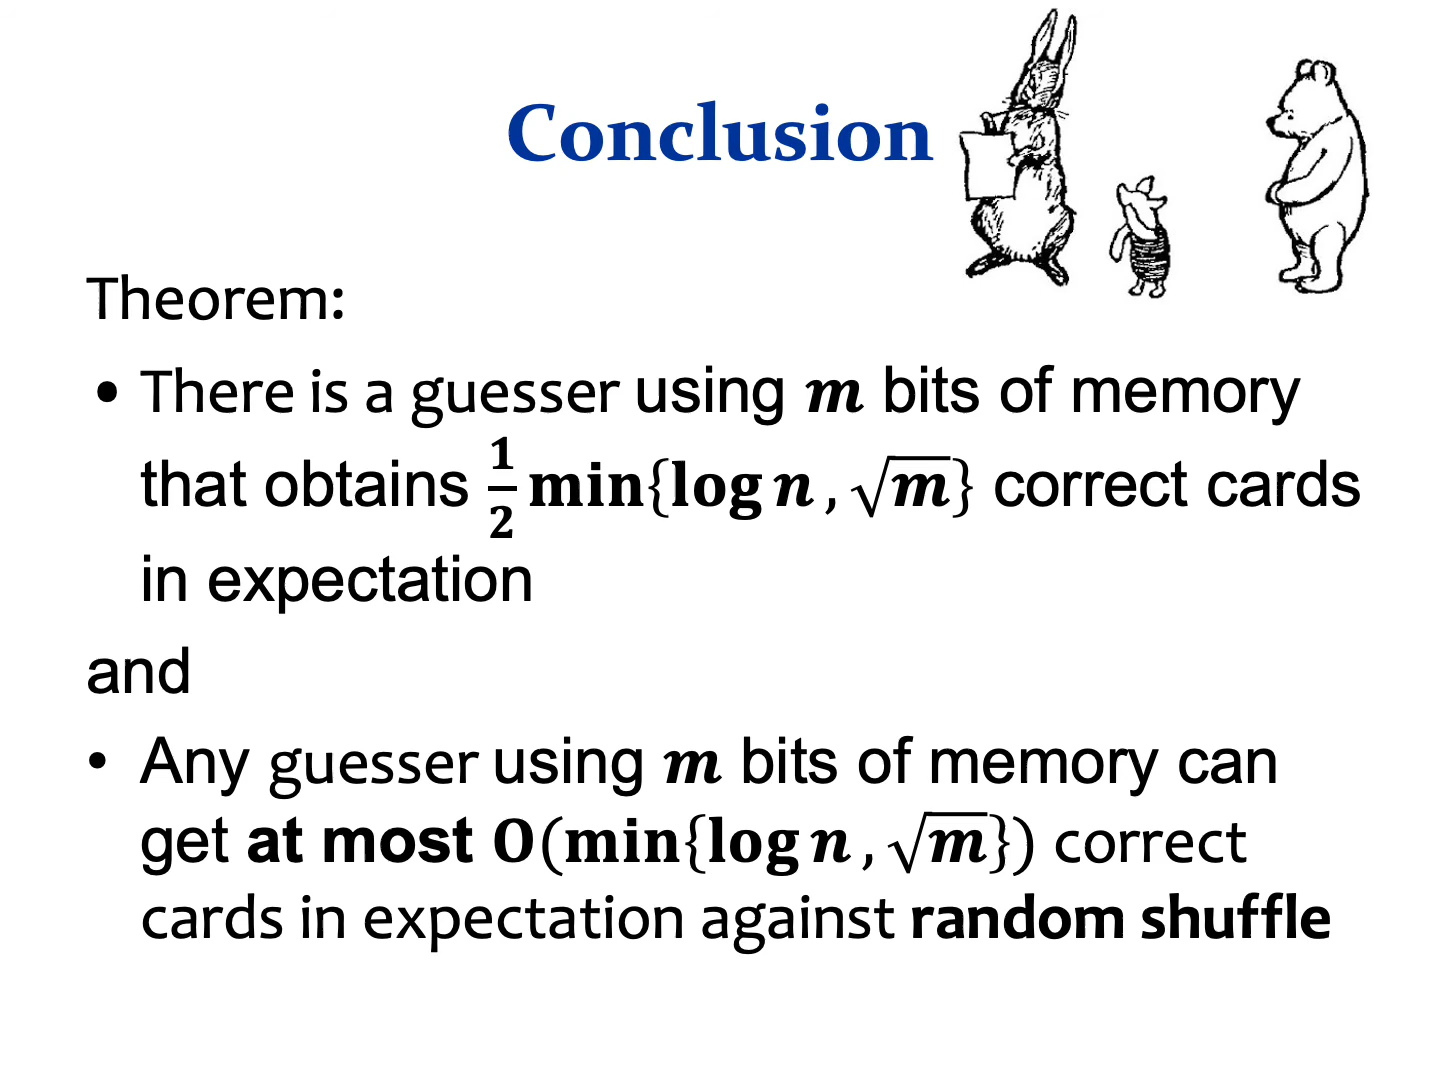 Conclusion
Theorem:
• There is a guesser using 𝒎 bits of memory
that obtains 𝟏/𝟐 𝐦𝐢𝐧{𝐥𝐨𝐠 𝒏 , √𝒎} correct cards
in expectation
and
• Any guesser using 𝒎 bits of memory can
get at most 𝐎(𝐦𝐢𝐧{𝐥𝐨𝐠 𝒏 , √𝒎}) correct
cards in expectation against random shuffle